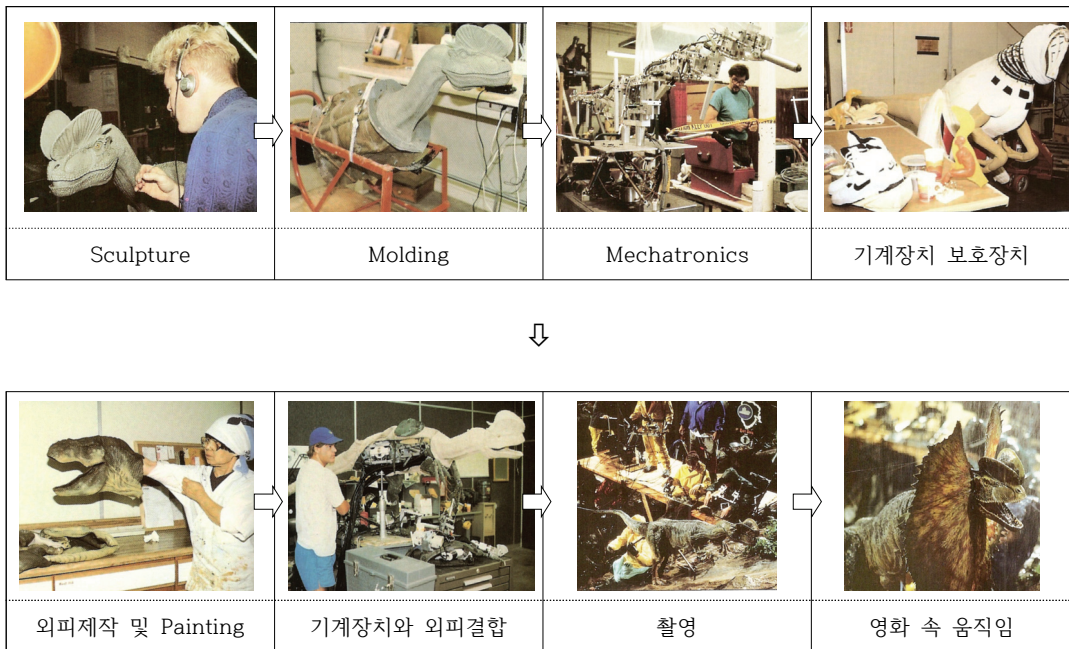 Sculpture
Molding
Mechatronics
기계장치 보호장치
외피제작 및 Painting
기계장치와 외피결합
촬영
영화 속 움직임